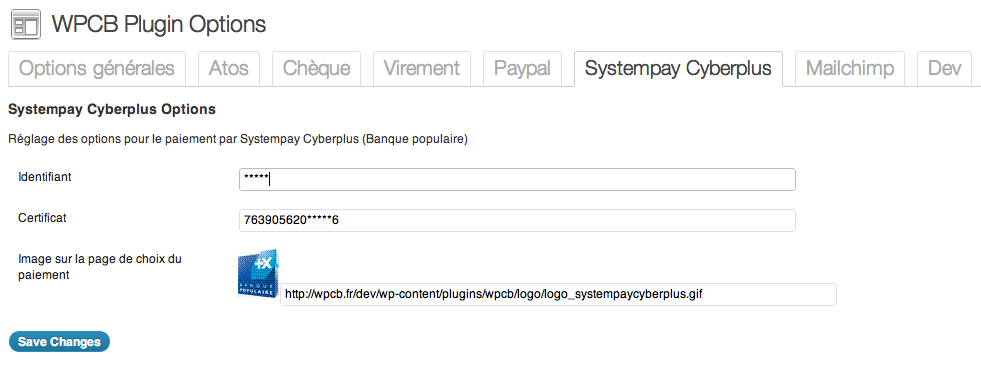 WPCB Plugin Options
Options générales Atos Chèque Virement Paypal Systempay Cyberplus Mailchimp Dev
Systempay Cyberplus Options
Réglage des options pour le paiement par Systempay Cyberplus (Banque populaire)
Identifiant *****
Certificat 763905620*****6
Image sur la page de choix du
paiement
+X
BANQUE
POPULAIRE
http://wpcb.fr/dev/wp-content/plugins/wpcb/logo/logo_systempaycyberplus.gif
Save Changes